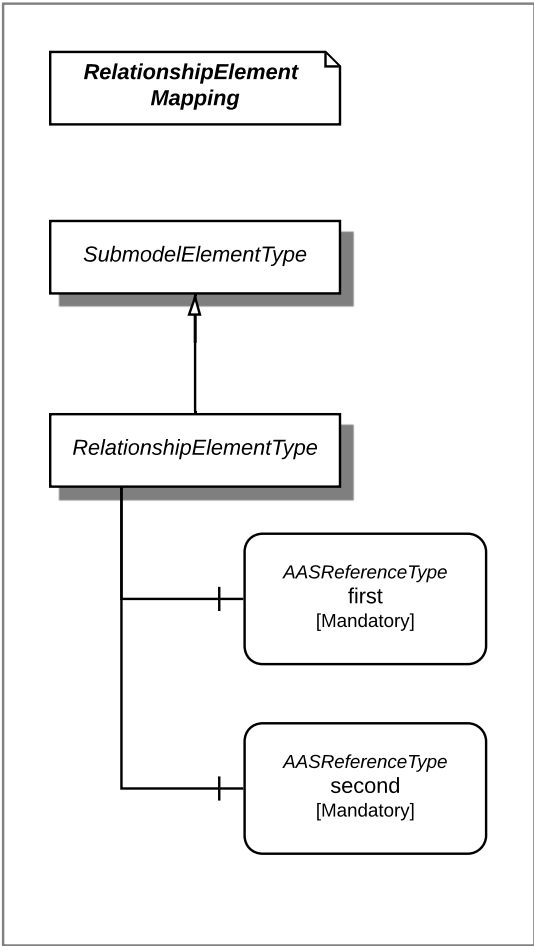 RelationshipElement
Mapping
SubmodelElementType
RelationshipElementType
AASReferenceType
first
[Mandatory]
AASReferenceType
second
[Mandatory]